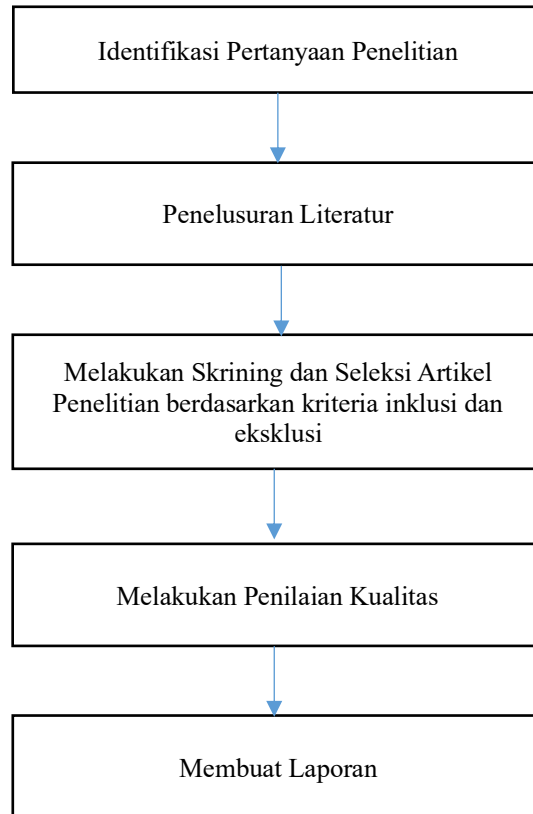 Identifikasi Pertanyaan Penelitian
Penelusuran Literatur
Melakukan Skrining dan Seleksi Artikel
Penelitian berdasarkan kriteria inklusi dan
eksklusi
Melakukan Penilaian Kualitas
Membuat Laporan